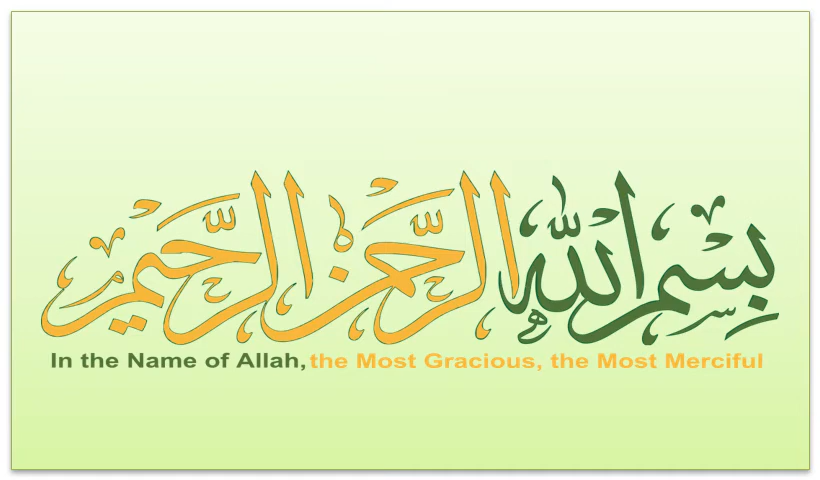 بسم الله الرحمن الرحيم
In the Name of Allah, the Most Gracious, the Most Merciful